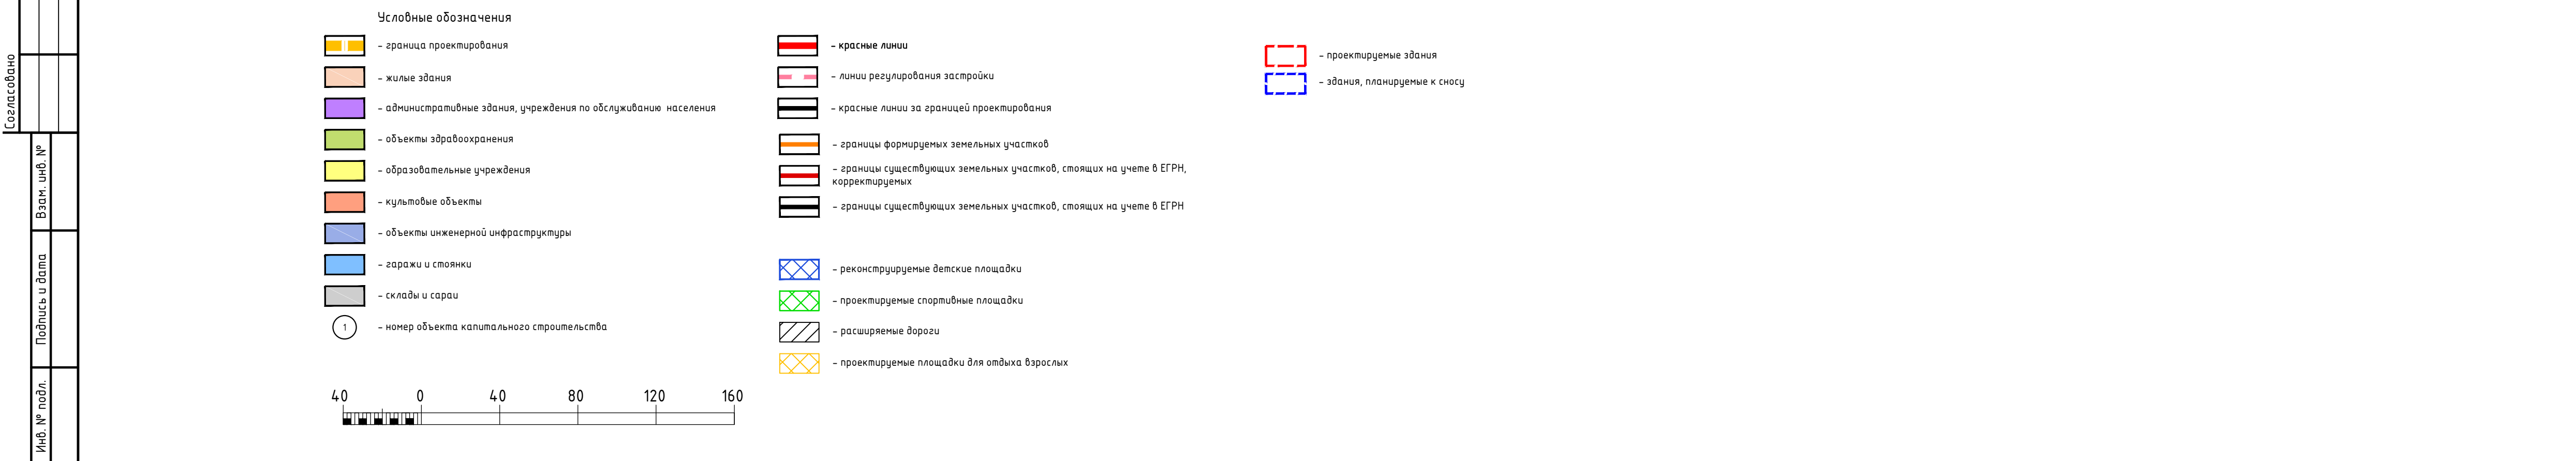 Согласовано
Взам. инв. №
Подпись и дата
Инв. № подл.
Условные обозначения
- граница проектирования
- жилые здания
- административные здания, учреждения по обслуживанию населения
- объекты здравоохранения
- образовательные учреждения
- культовые объекты
- объекты инженерной инфраструктуры
- гаражи и стоянки
- склады и сараи
1
- номер объекта капитального строительства
40 0 40 80 120 160
- красные линии
- линии регулирования застройки
- красные линии за границей проектирования
- границы формируемых земельных участков
- границы существующих земельных участков, стоящих на учете в ЕГРН,
корректируемых
- границы существующих земельных участков, стоящих на учете в ЕГРН
- реконструируемые детские площадки
- проектируемые спортивные площадки
- расширяемые дороги
- проектируемые площадки для отдыха взрослых
- проектируемые здания
- здания, планируемые к сносу